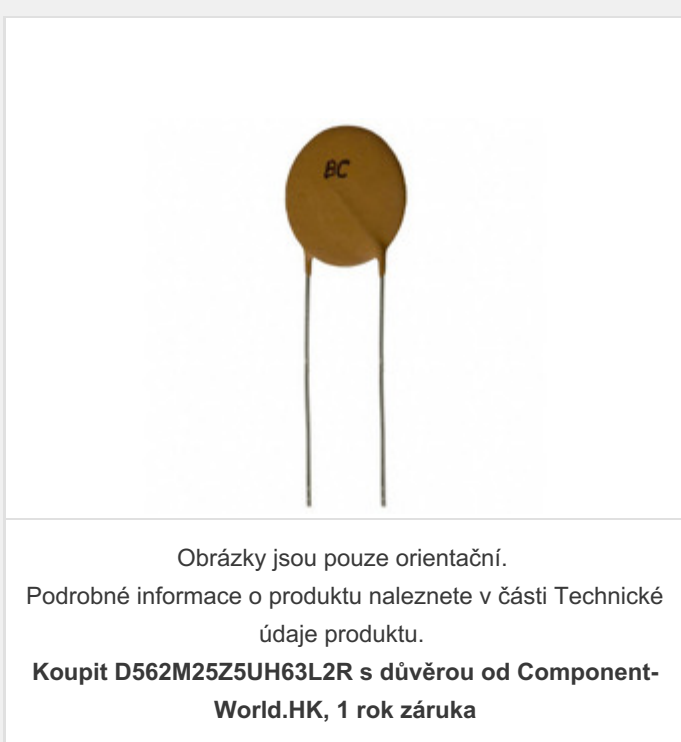 BC
Obrázky jsou pouze orientační.
Podrobné informace o produktu naleznete v části Technické
údaje produktu.
Koupit D562M25Z5UH63L2R s důvěrou od Component-
World.HK, 1 rok záruka